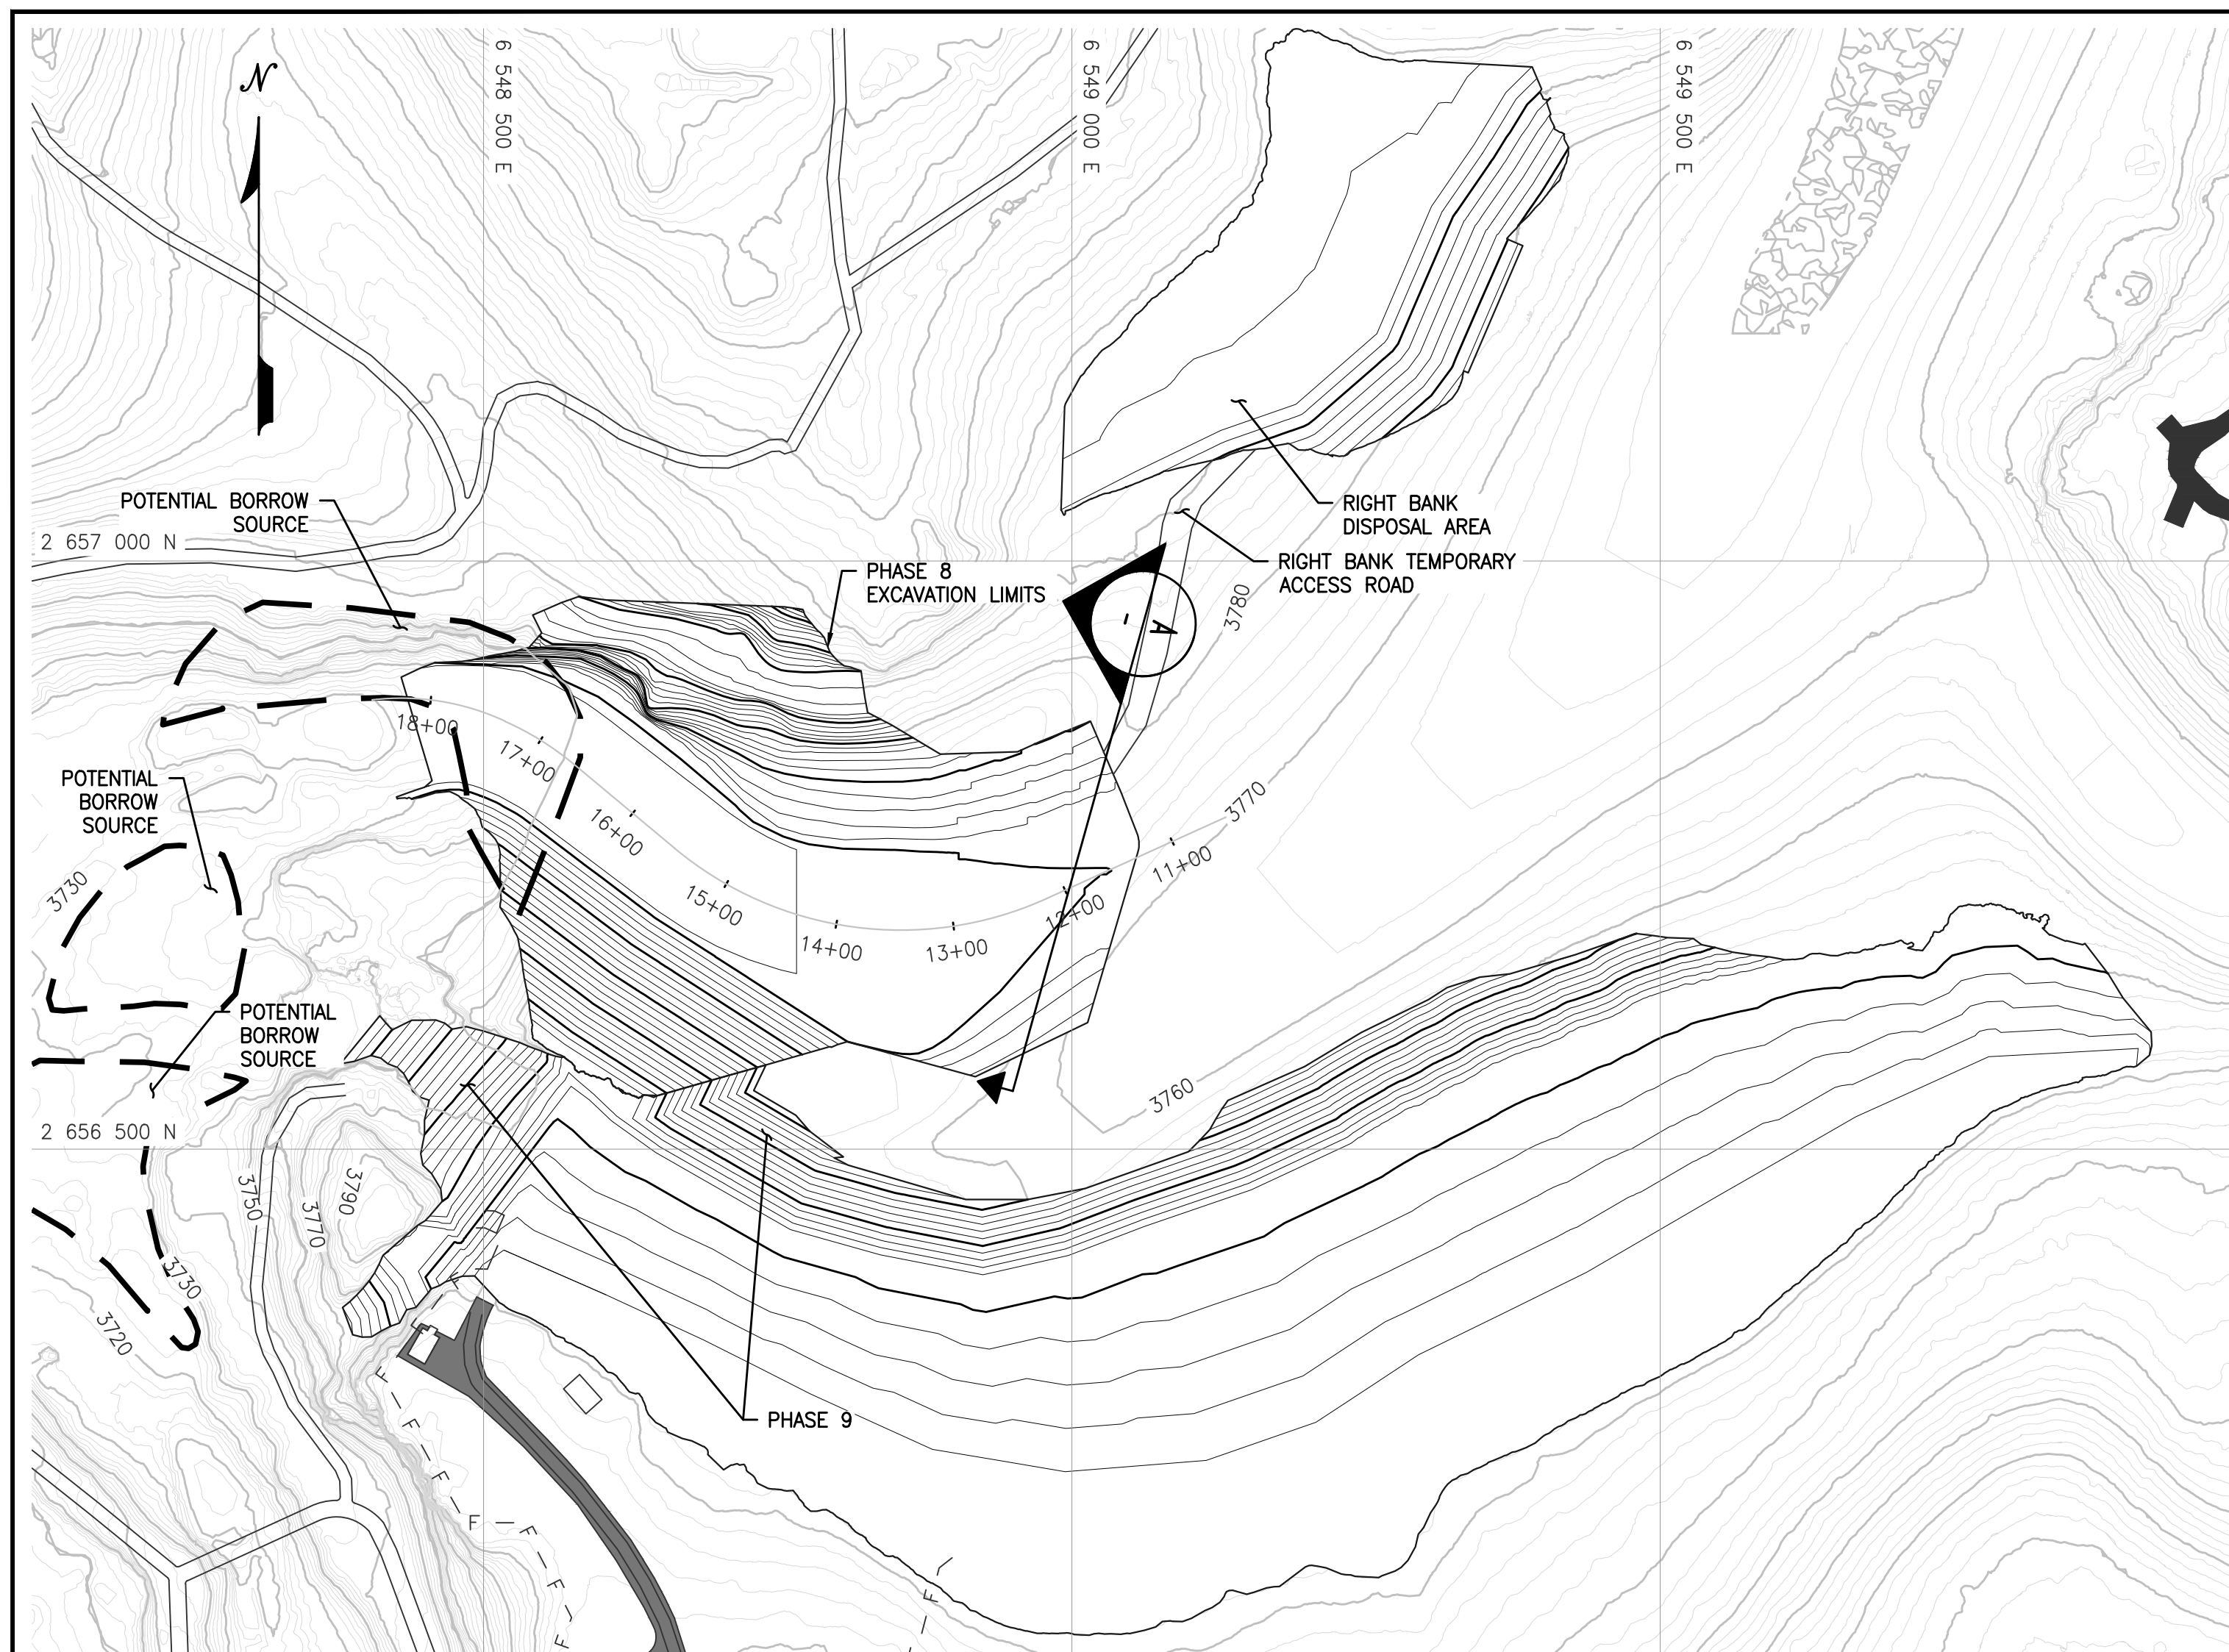 6 548 500 E
6 549 000 E
6 549 500 E
N
POTENTIAL BORROW
SOURCE
2 657 000 N
RIGHT BANK
DISPOSAL AREA
RIGHT BANK TEMPORARY
ACCESS ROAD
PHASE 8
EXCAVATION LIMITS
3780
A
-
18+00
17+00
16+00
15+00
14+00
13+00
12+00
11+00
3770
POTENTIAL
BORROW
SOURCE
3730
POTENTIAL
BORROW
SOURCE
3760
2 656 500 N
3750
3770
3790
3730
3720
PHASE 9
F
F
F
F
F
F
F
F
F
F
F